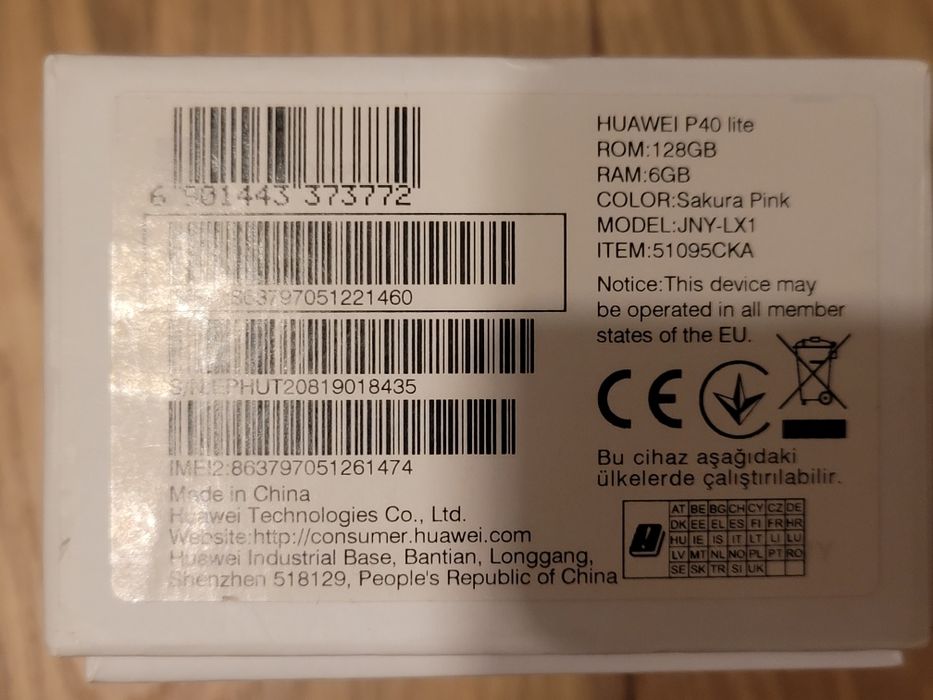 6 901443 373772
:863797051221460
S/N:EPHUT20819018435
IMEI2:863797051261474
Made in China
Huawei Technologies Co., Ltd.
Website:http://consumer.huawei.com
Huawei Industrial Base, Bantian, Longgang,
Shenzhen 518129, People's Republic of China
HUAWEI P40 lite
ROM:128GB
RAM:6GB
COLOR:Sakura Pink
MODEL:JNY-LX1
ITEM:51095CKA
Notice:This device may
be operated in all member
states of the EU.
CE
Bu cihaz aşağıdaki
ülkelerde çalıştırılabilir.
AT BE BG CH CY CZ DE
DK EE EL ES FI FR HR
HU IE IS IT LT LI LU
LV MT NL NO PL PT RO
SE SK TR SI UK